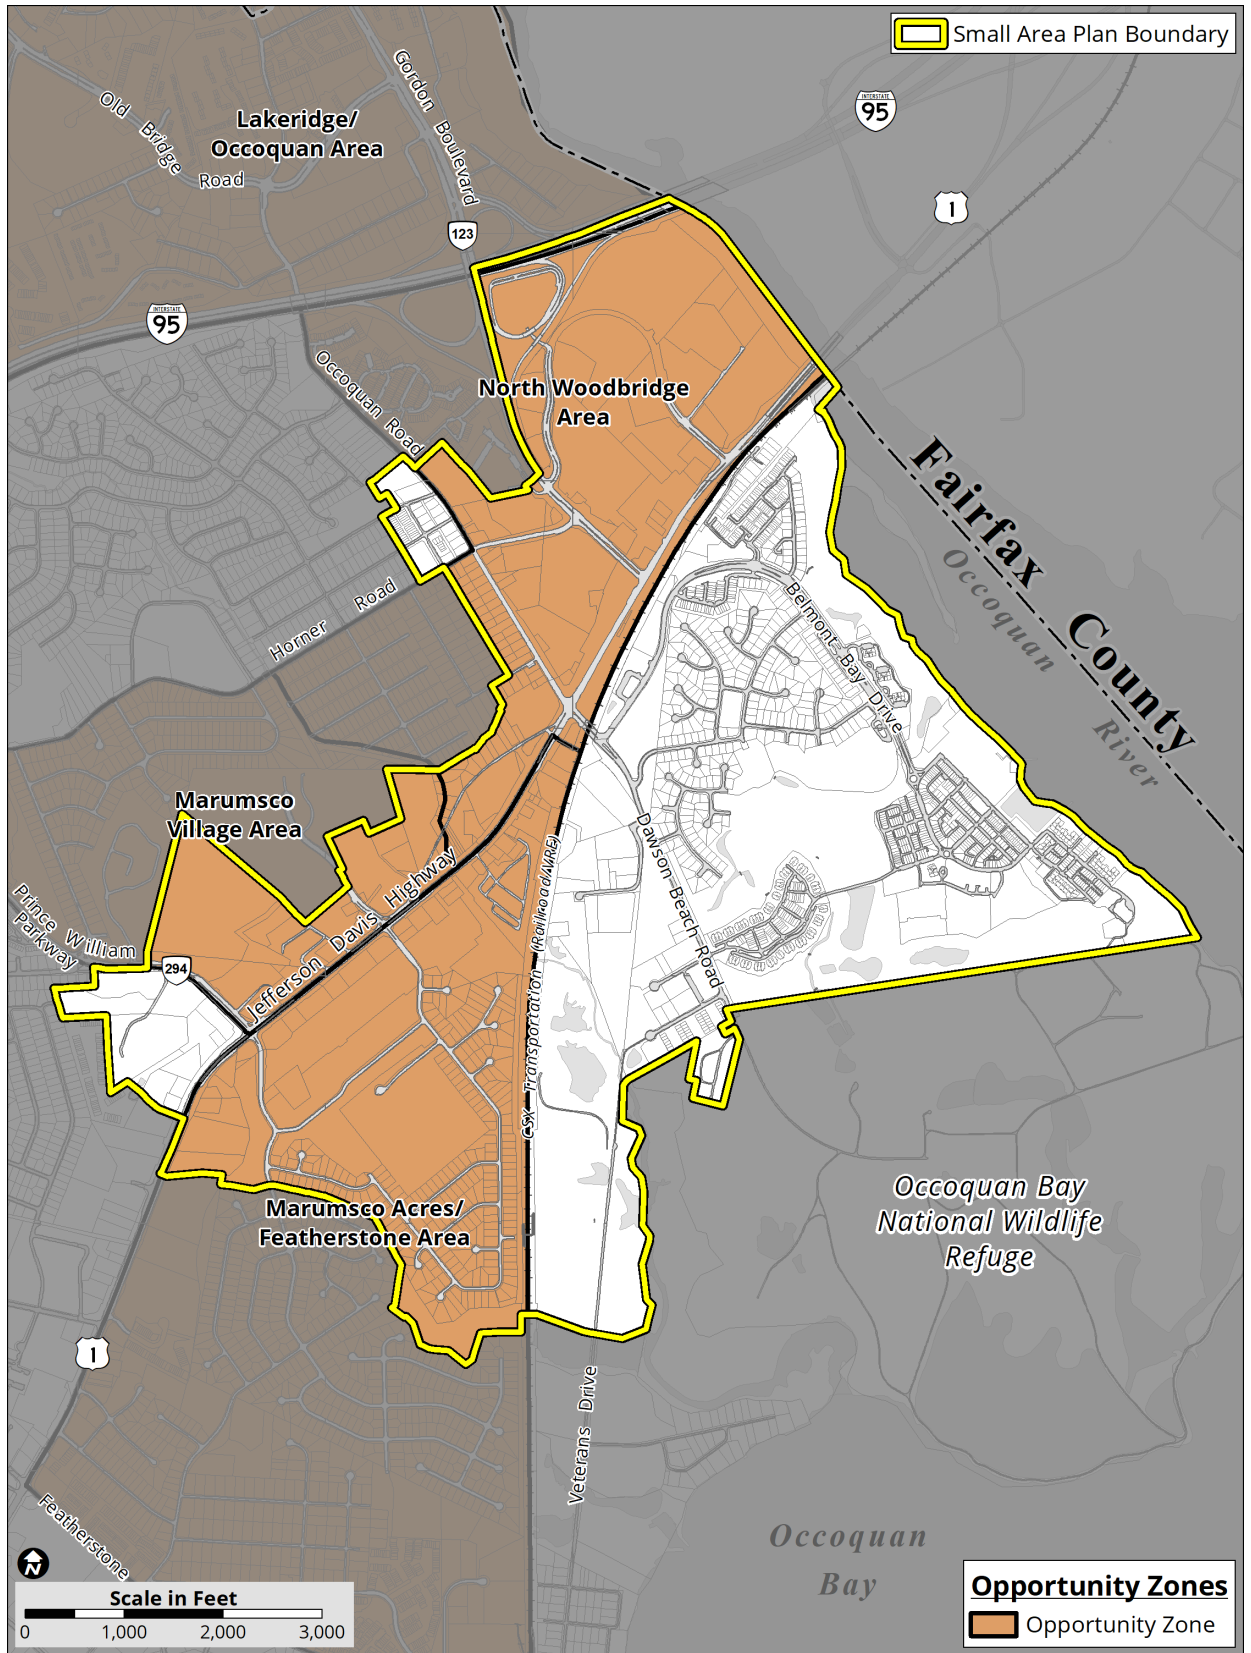 Small Area Plan Boundary
Gordon Boulevard
INTERSTATE
95
Lakeridge/
Occoquan Area
Old Bridge Road
1
123
INTERSTATE
95
Occoquan Road
North Woodbridge
Area
Fairfax County
Occoquan River
Horner Road
Belmont Bay Drive
Marumsco
Village Area
Dawson Beach Road
Jefferson Davis Highway
Prince William
Parkway
294
CSX Transportation (Railroad/VRE)
Occoquan Bay
National Wildlife
Refuge
Marumsco Acres/
Featherstone Area
1
Veterans Drive
Featherstone
Occoquan
Bay
N
Scale in Feet
0 1,000 2,000 3,000
Opportunity Zones
Opportunity Zone